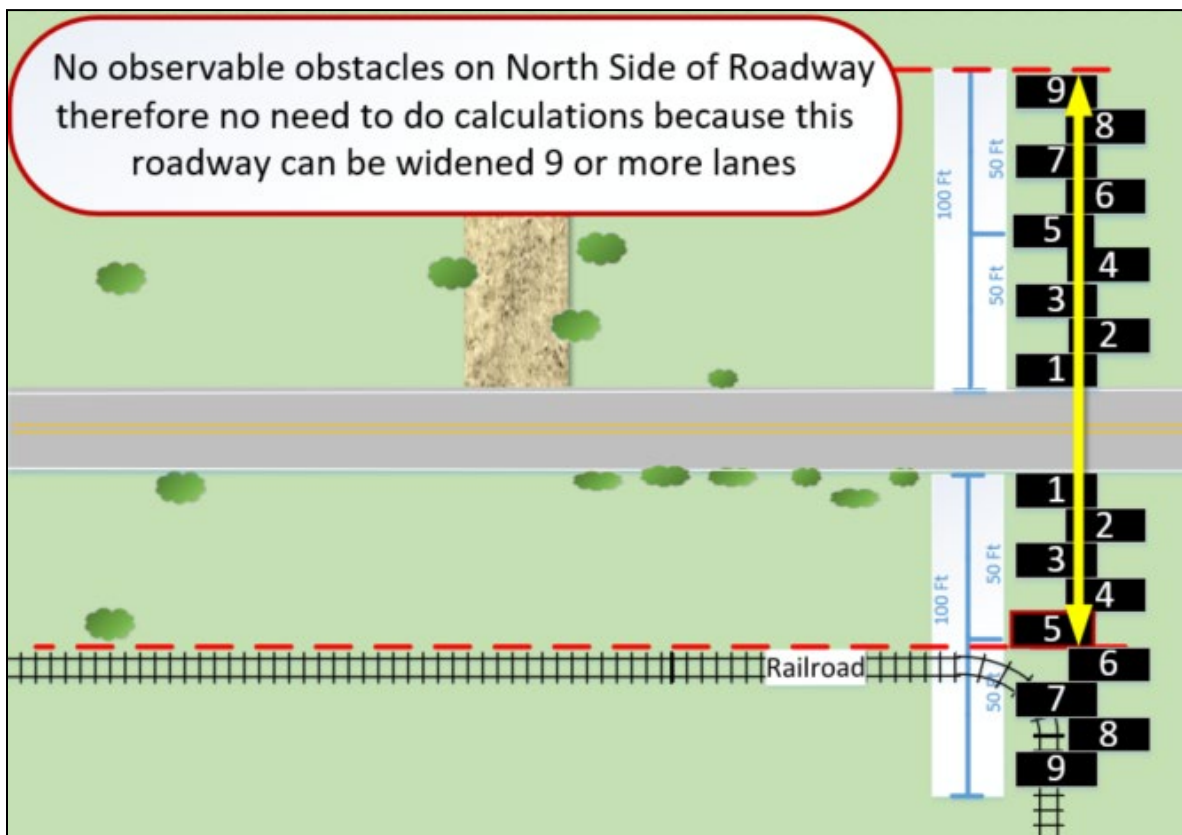 No observable obstacles on North Side of Roadway
therefore no need to do calculations because this
roadway can be widened 9 or more lanes
9
8
7
6
5
4
3
2
1
100 Ft
50 Ft
50 Ft
1
2
3
4
5
6
7
8
9
100 Ft
50 Ft
50 Ft
Railroad